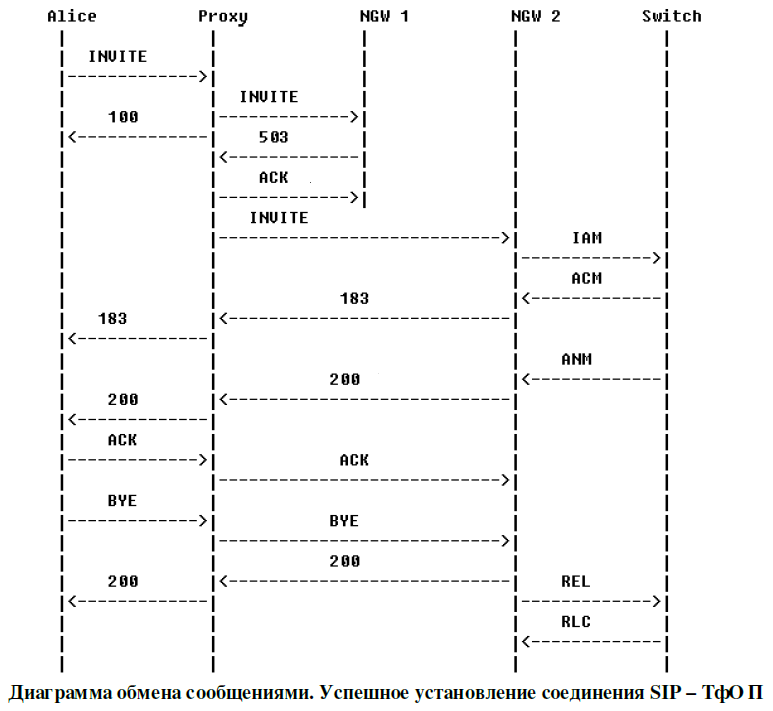 Alice Proxy NGW 1 NGW 2 Switch
INVITE
INVITE
100
503
ACK
INVITE
IAM
ACM
183
183
ANM
200
200
ACK
ACK
BYE
BYE
200
200 REL
RLC
Диаграмма обмена сообщениями. Успешное установление соединения SIP – ТфО П